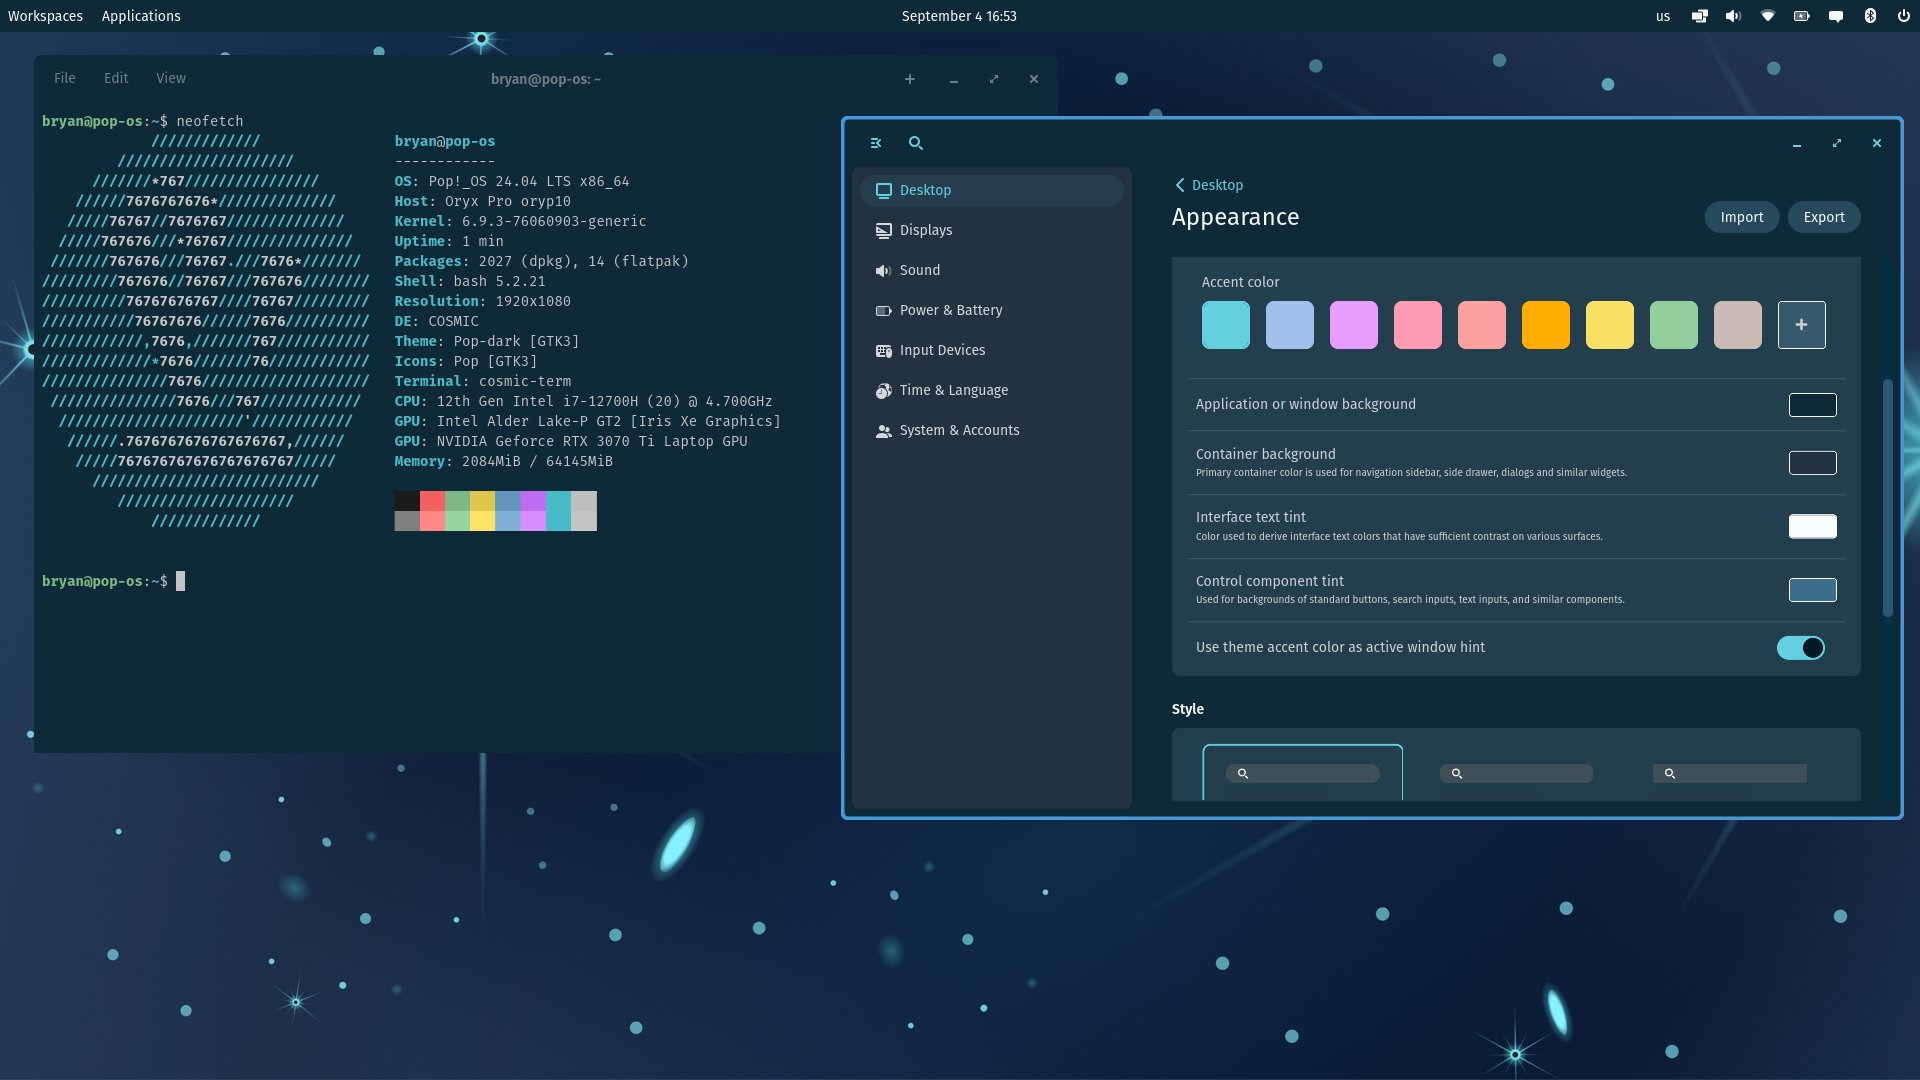 Workspaces Applications September 4 16:53 us
File Edit View bryan@pop-os: ~
bryan@pop-os:~$ neofetch
/////////////
/////////////////////
///////*767////////////////
//////7676767676*//////////////
/////76767//7676767//////////////
/////767676///*76767///////////////
///////767676///76767.///7676*///////
/////////767676//76767///767676////////
//////////76767676767////76767/////////
///////////76767676//////7676//////////
////////////,7676,///////767///////////
/////////////*7676///////76////////////
///////////////7676////////////////////
///////////////7676///767////////////
//////////////////////'////////////
//////.7676767676767676767,//////
/////767676767676767676767/////
///////////////////////////
/////////////////////
/////////////
bryan@pop-os
------------
OS: Pop!_OS 24.04 LTS x86_64
Host: Oryx Pro oryp10
Kernel: 6.9.3-76060903-generic
Uptime: 1 min
Packages: 2027 (dpkg), 14 (flatpak)
Shell: bash 5.2.21
Resolution: 1920x1080
DE: COSMIC
Theme: Pop-dark [GTK3]
Icons: Pop [GTK3]
Terminal: cosmic-term
CPU: 12th Gen Intel i7-12700H (20) @ 4.700GHz
GPU: Intel Alder Lake-P GT2 [Iris Xe Graphics]
GPU: NVIDIA Geforce RTX 3070 Ti Laptop GPU
Memory: 2084MiB / 64145MiB
bryan@pop-os:~$
Desktop
Displays
Sound
Power & Battery
Input Devices
Time & Language
System & Accounts
Desktop
Appearance
Import Export
Accent color
Application or window background
Container background
Primary container color is used for navigation sidebar, side drawer, dialogs and similar widgets.
Interface text tint
Color used to derive interface text colors that have sufficient contrast on various surfaces.
Control component tint
Used for backgrounds of standard buttons, search inputs, text inputs, and similar components.
Use theme accent color as active window hint
Style